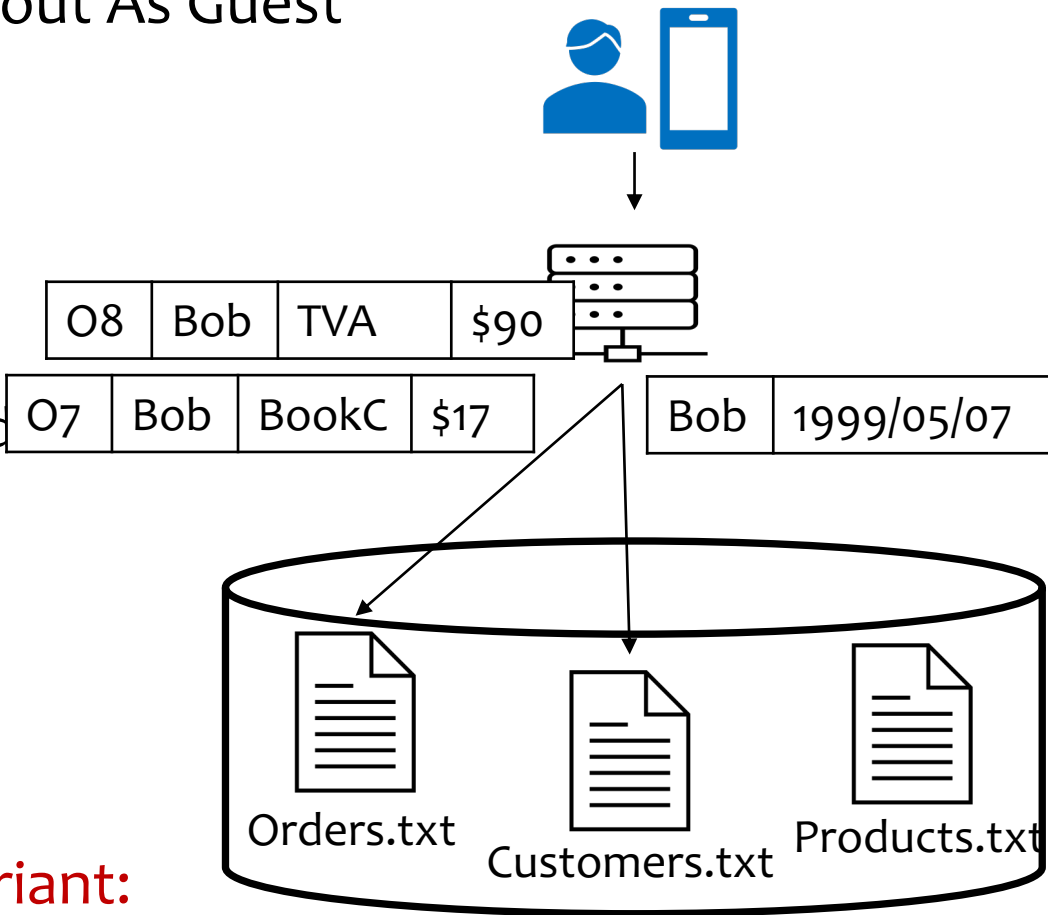 out As Guest
O8 Bob TVA $90
O7 Bob BookC $17
Bob 1999/05/07
Orders.txt
Customers.txt
Products.txt
riant: